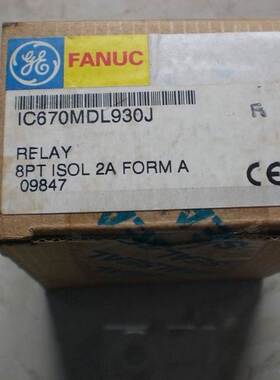 GE FANUC
IC670MDL930J
R
RELAY
8PT ISOL 2A FORM A
09847
CE